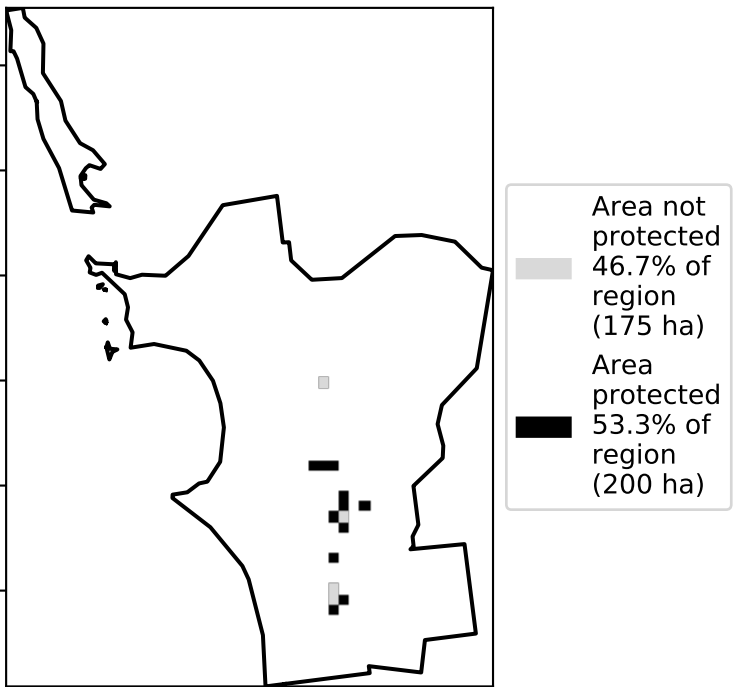 Area not
protected
46.7% of
region
(175 ha)
Area
protected
53.3% of
region
(200 ha)